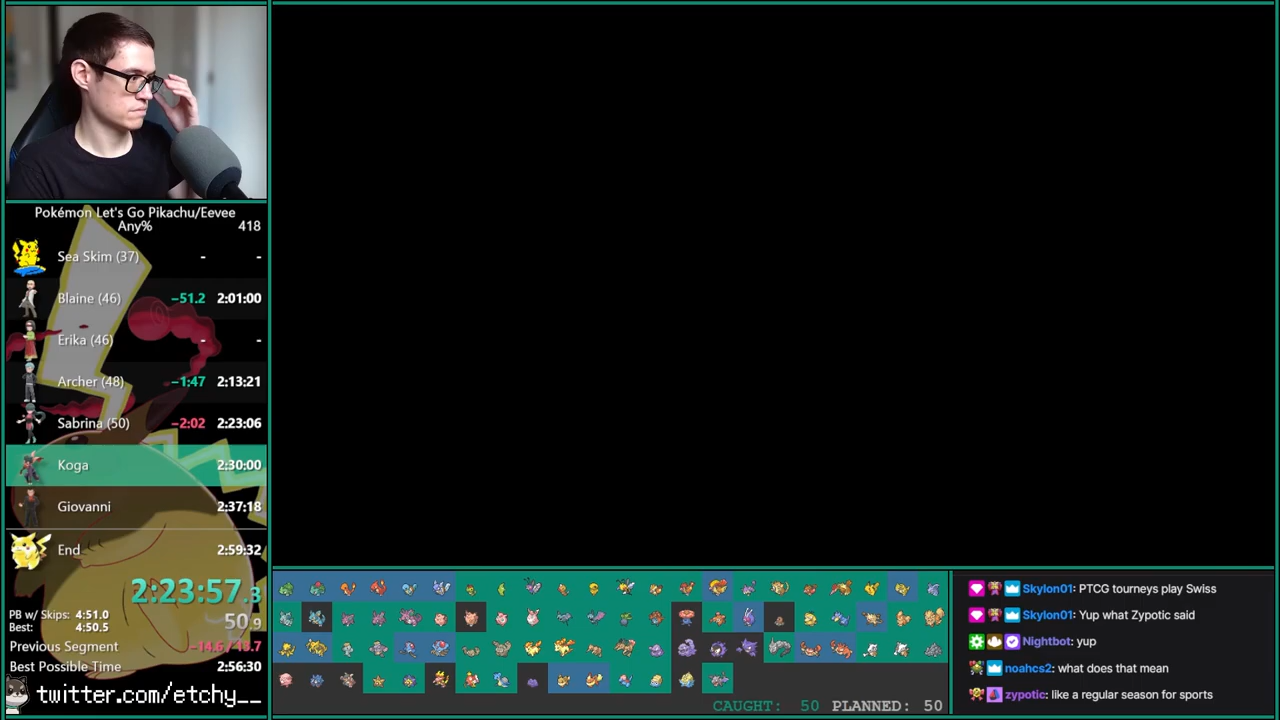 Pokémon Let's Go Pikachu/Eevee
Any% 418
Sea Skim (37) - -
Blaine (46) −51.2 2:01:00
Erika (46) - -
Archer (48) −1:47 2:13:21
Sabrina (50) −2:02 2:23:06
Koga 2:30:00
Giovanni 2:37:18
End 2:59:32
2:23:57.3
PB w/ Skips: 4:51.0
Best: 4:50.5
50.9
Previous Segment −14.6 / 13.7
Best Possible Time 2:56:30
twitter.com/etchy__
CAUGHT: 50 PLANNED: 50
Skylon01: PTCG tourneys play Swiss
Skylon01: Yup what Zypotic said
Nightbot: yup
noahcs2: what does that mean
zypotic: like a regular season for sports